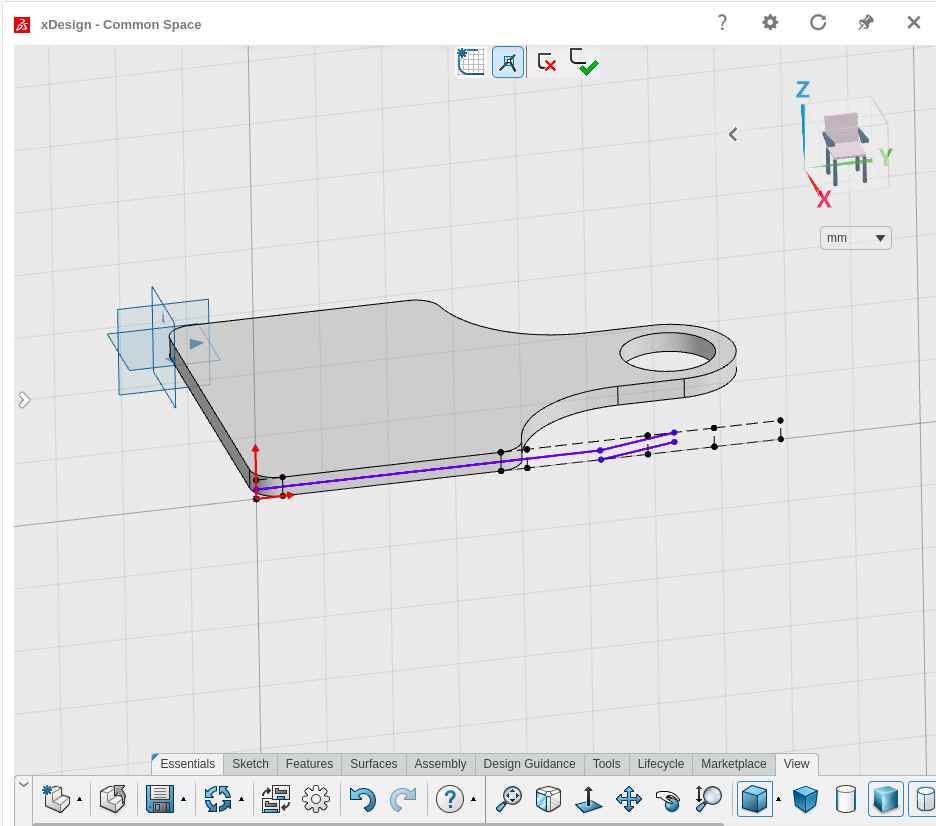 xDesign - Common Space
?
Z
Y
X
mm
Essentials Sketch Features Surfaces Assembly Design Guidance Tools Lifecycle Marketplace View
?